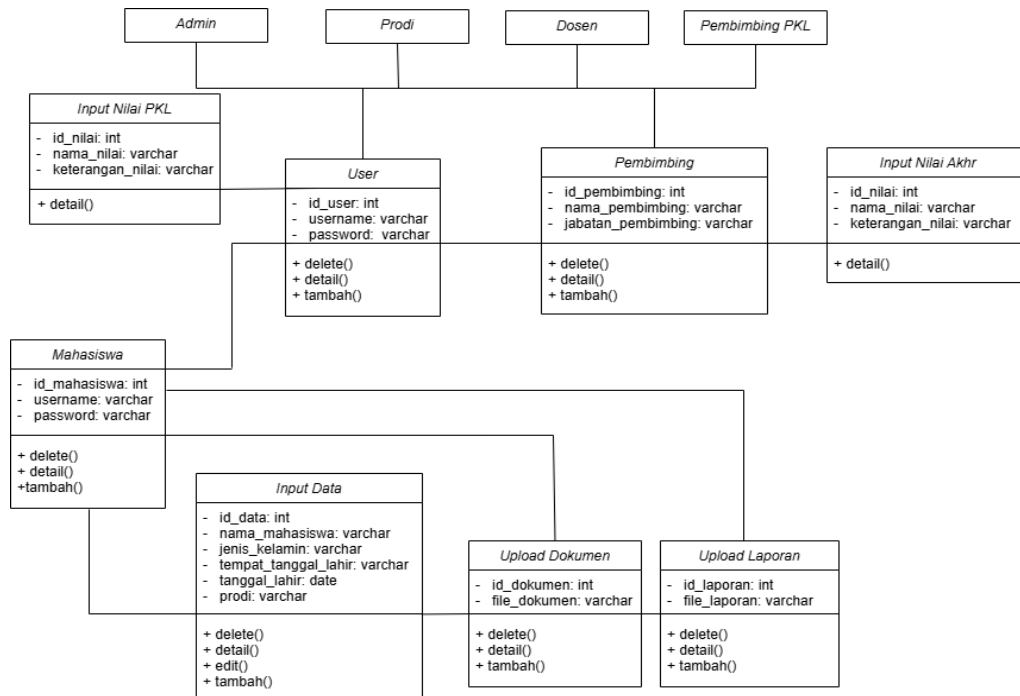 Admin
Prodi
Dosen
Pembimbing PKL
Input Nilai PKL
- id_nilai: int
- nama_nilai: varchar
- keterangan_nilai: varchar
+ detail()
User
- id_user: int
- username: varchar
- password: varchar
+ delete()
+ detail()
+ tambah()
Pembimbing
- id_pembimbing: int
- nama_pembimbing: varchar
- jabatan_pembimbing: varchar
+ delete()
+ detail()
+ tambah()
Input Nilai Akhr
- id_nilai: int
- nama_nilai: varchar
- keterangan_nilai: varchar
+ detail()
Mahasiswa
- id_mahasiswa: int
- username: varchar
- password: varchar
+ delete()
+ detail()
+tambah()
Input Data
- id_data: int
- nama_mahasiswa: varchar
- jenis_kelamin: varchar
- tempat_tanggal_lahir: varchar
- tanggal_lahir: date
- prodi: varchar
+ delete()
+ detail()
+ edit()
+ tambah()
Upload Dokumen
- id_dokumen: int
- file_dokumen: varchar
+ delete()
+ detail()
+ tambah()
Upload Laporan
- id_laporan: int
- file_laporan: varchar
+ delete()
+ detail()
+ tambah()